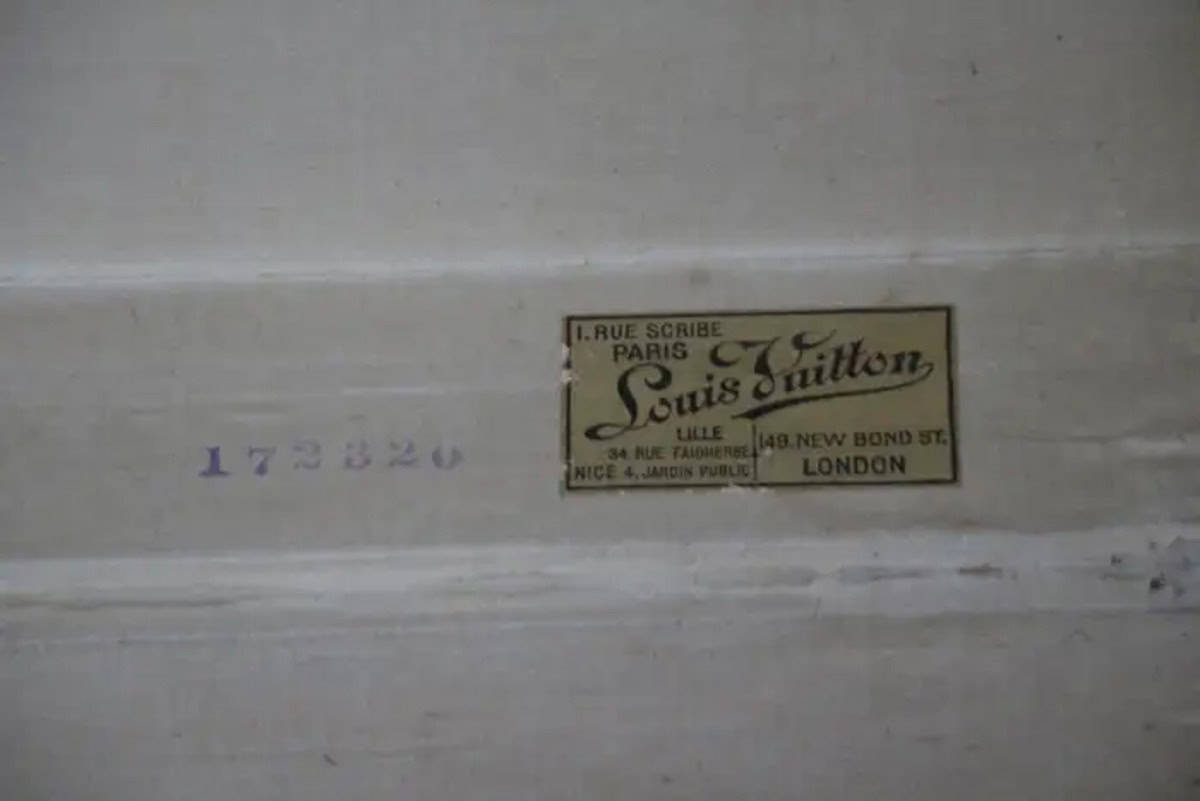 1. RUE SCRIBE
PARIS
Louis Vuitton
LILLE
34 RUE FAIDHERBE
NICE 4, JARDIN PUBLIC
149. NEW BOND ST.
LONDON
172320